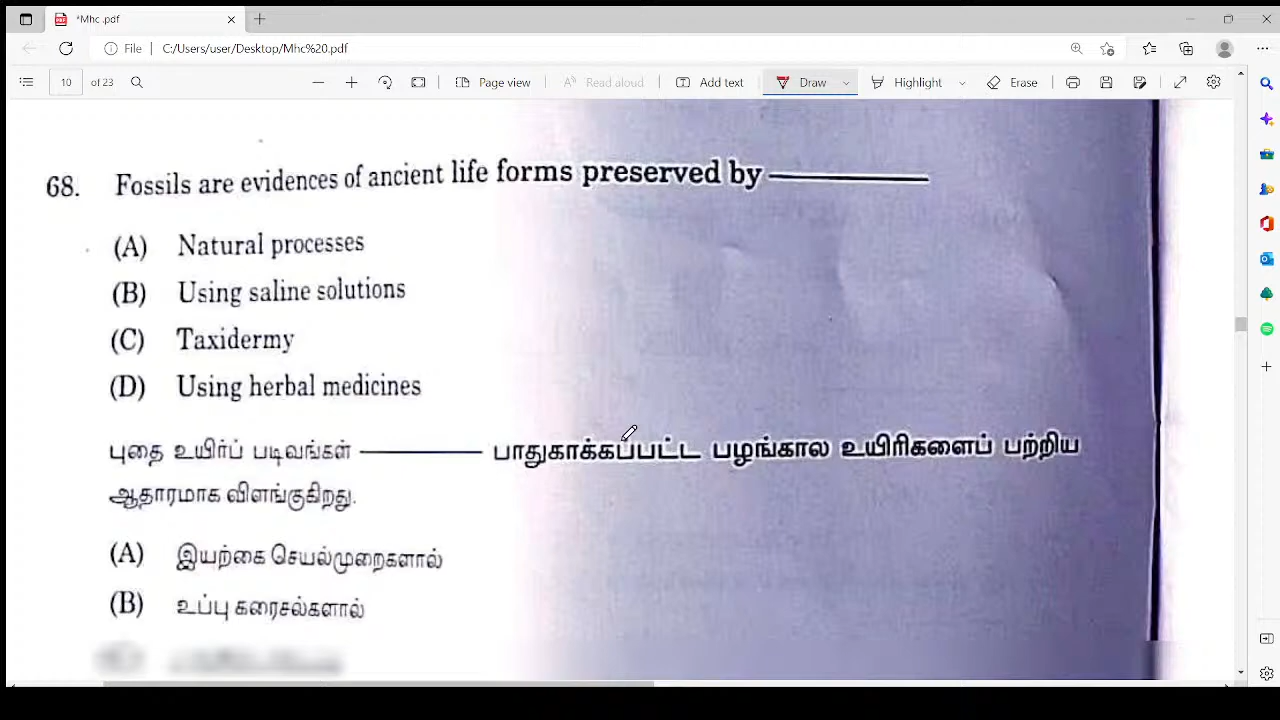 *Mhc .pdf
File C:/Users/user/Desktop/Mhc%20.pdf
10 of 23 Page view Read aloud Add text Draw Highlight Erase
68. Fossils are evidences of ancient life forms preserved by
(A) Natural processes
(B) Using saline solutions
(C) Taxidermy
(D) Using herbal medicines
புதை உயிர்ப் படிவங்கள் பாதுகாக்கப்பட்ட பழங்கால உயிரிகளைப் பற்றிய
ஆதாரமாக விளங்குகிறது.
(A) இயற்கை செயல்முறைகளால்
(B) உப்பு கரைசல்களால்